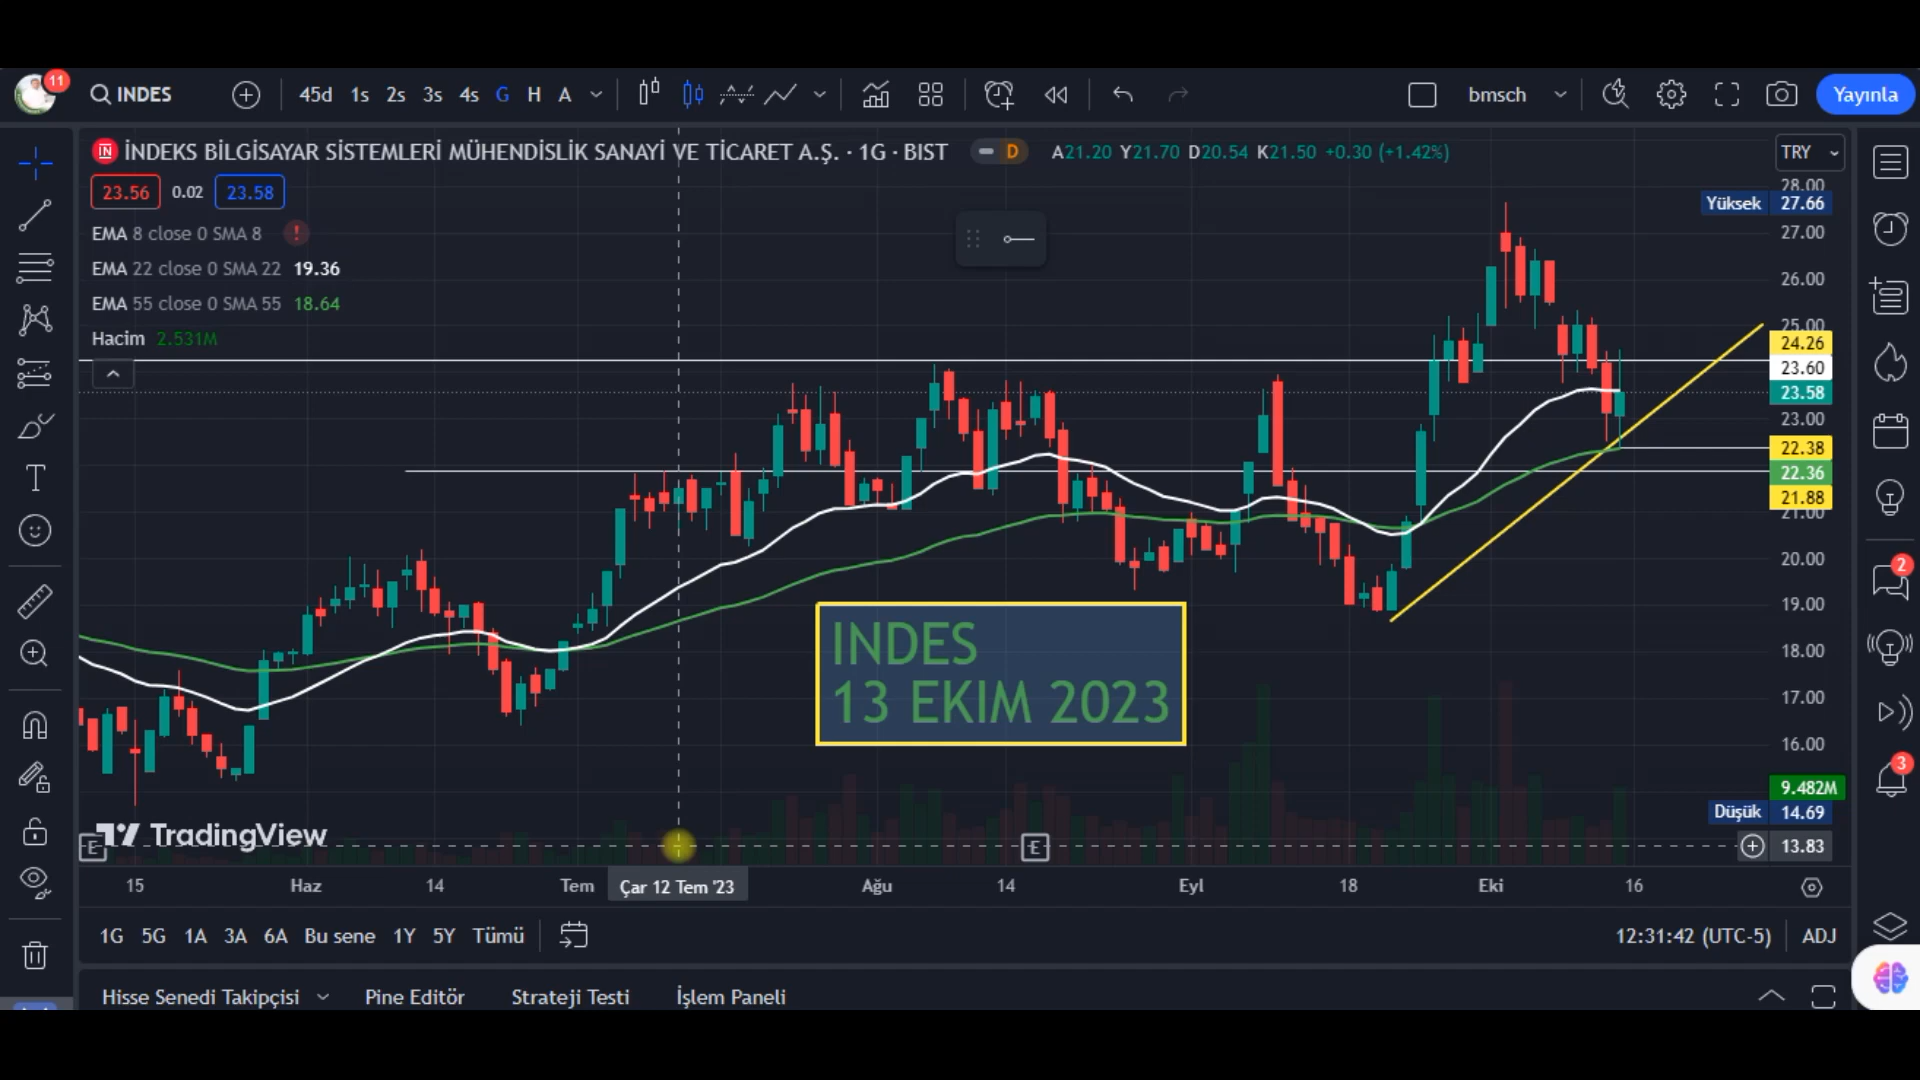 11
INDES
45d 1s 2s 3s 4s G H A
bmsch
Yayınla
İNDEKS BİLGİSAYAR SİSTEMLERİ MÜHENDİSLİK SANAYİ VE TİCARET A.Ş. · 1G · BIST
D
A21.20 Y21.70 D20.54 K21.50 +0.30 (+1.42%)
TRY
23.56 0.02 23.58
28.00
Yüksek 27.66
EMA 8 close 0 SMA 8 !
27.00
EMA 22 close 0 SMA 22 19.36
26.00
EMA 55 close 0 SMA 55 18.64
25.00
Hacim 2.531M
24.26
23.60
23.58
23.00
22.38
22.36
21.88
21.00
20.00
19.00
18.00
17.00
16.00
INDES
13 EKIM 2023
9.482M
Düşük 14.69
13.83
TradingView
E
E
15 Haz 14 Tem Çar 12 Tem '23 Ağu 14 Eyl 18 Eki 16
1G 5G 1A 3A 6A Bu sene 1Y 5Y Tümü
12:31:42 (UTC-5) ADJ
Hisse Senedi Takipçisi Pine Editör Strateji Testi İşlem Paneli
2
3